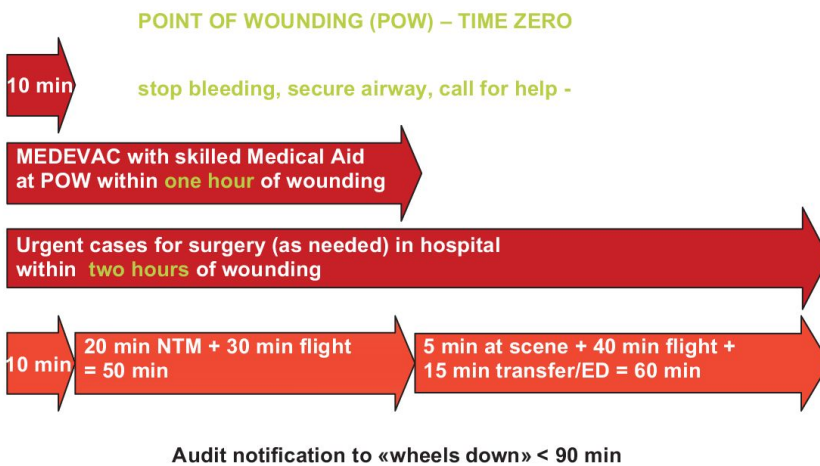 POINT OF WOUNDING (POW) – TIME ZERO
10 min
stop bleeding, secure airway, call for help -
MEDEVAC with skilled Medical Aid
at POW within one hour of wounding
Urgent cases for surgery (as needed) in hospital
within two hours of wounding
10 min
20 min NTM + 30 min flight
= 50 min
5 min at scene + 40 min flight +
15 min transfer/ED = 60 min
Audit notification to «wheels down» < 90 min